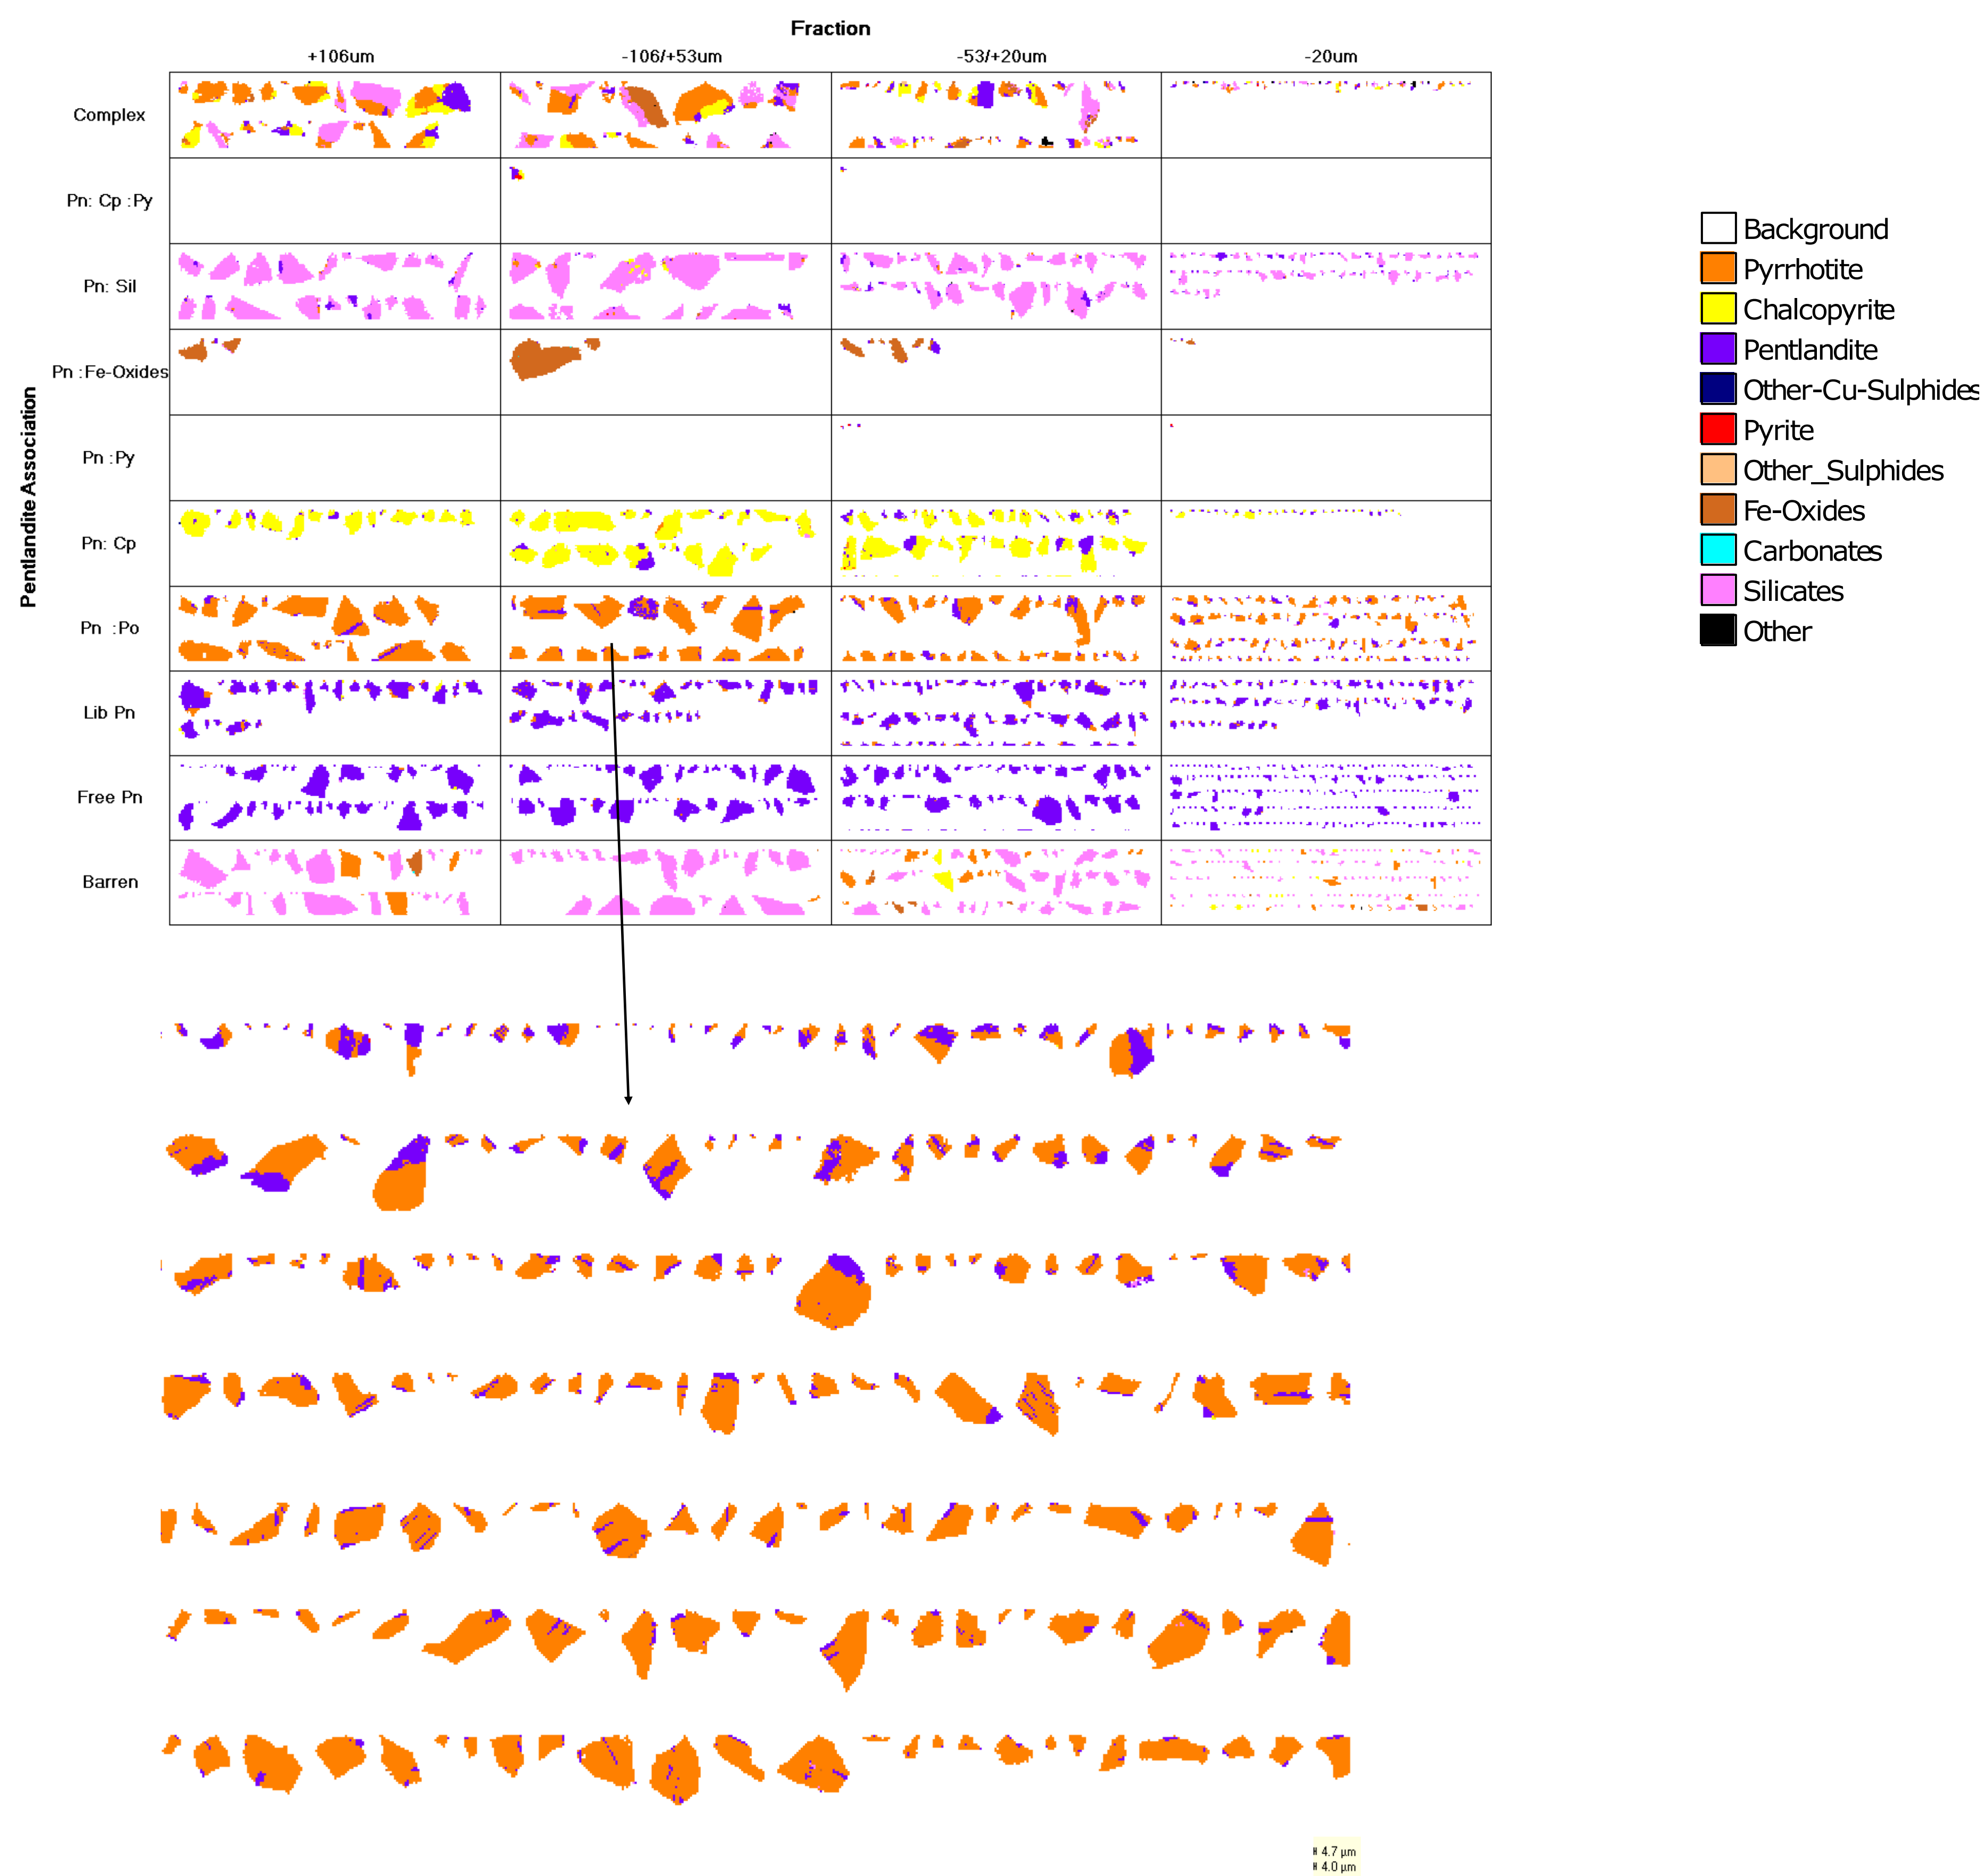 Fraction
+106um -106/+53um -53/+20um -20um
Pentlandite Association
Complex
Pn: Cp :Py
Pn: Sil
Pn :Fe-Oxides
Pn :Py
Pn: Cp
Pn :Po
Lib Pn
Free Pn
Barren
Background
Pyrrhotite
Chalcopyrite
Pentlandite
Other-Cu-Sulphides
Pyrite
Other_Sulphides
Fe-Oxides
Carbonates
Silicates
Other
4.7 µm
4.0 µm